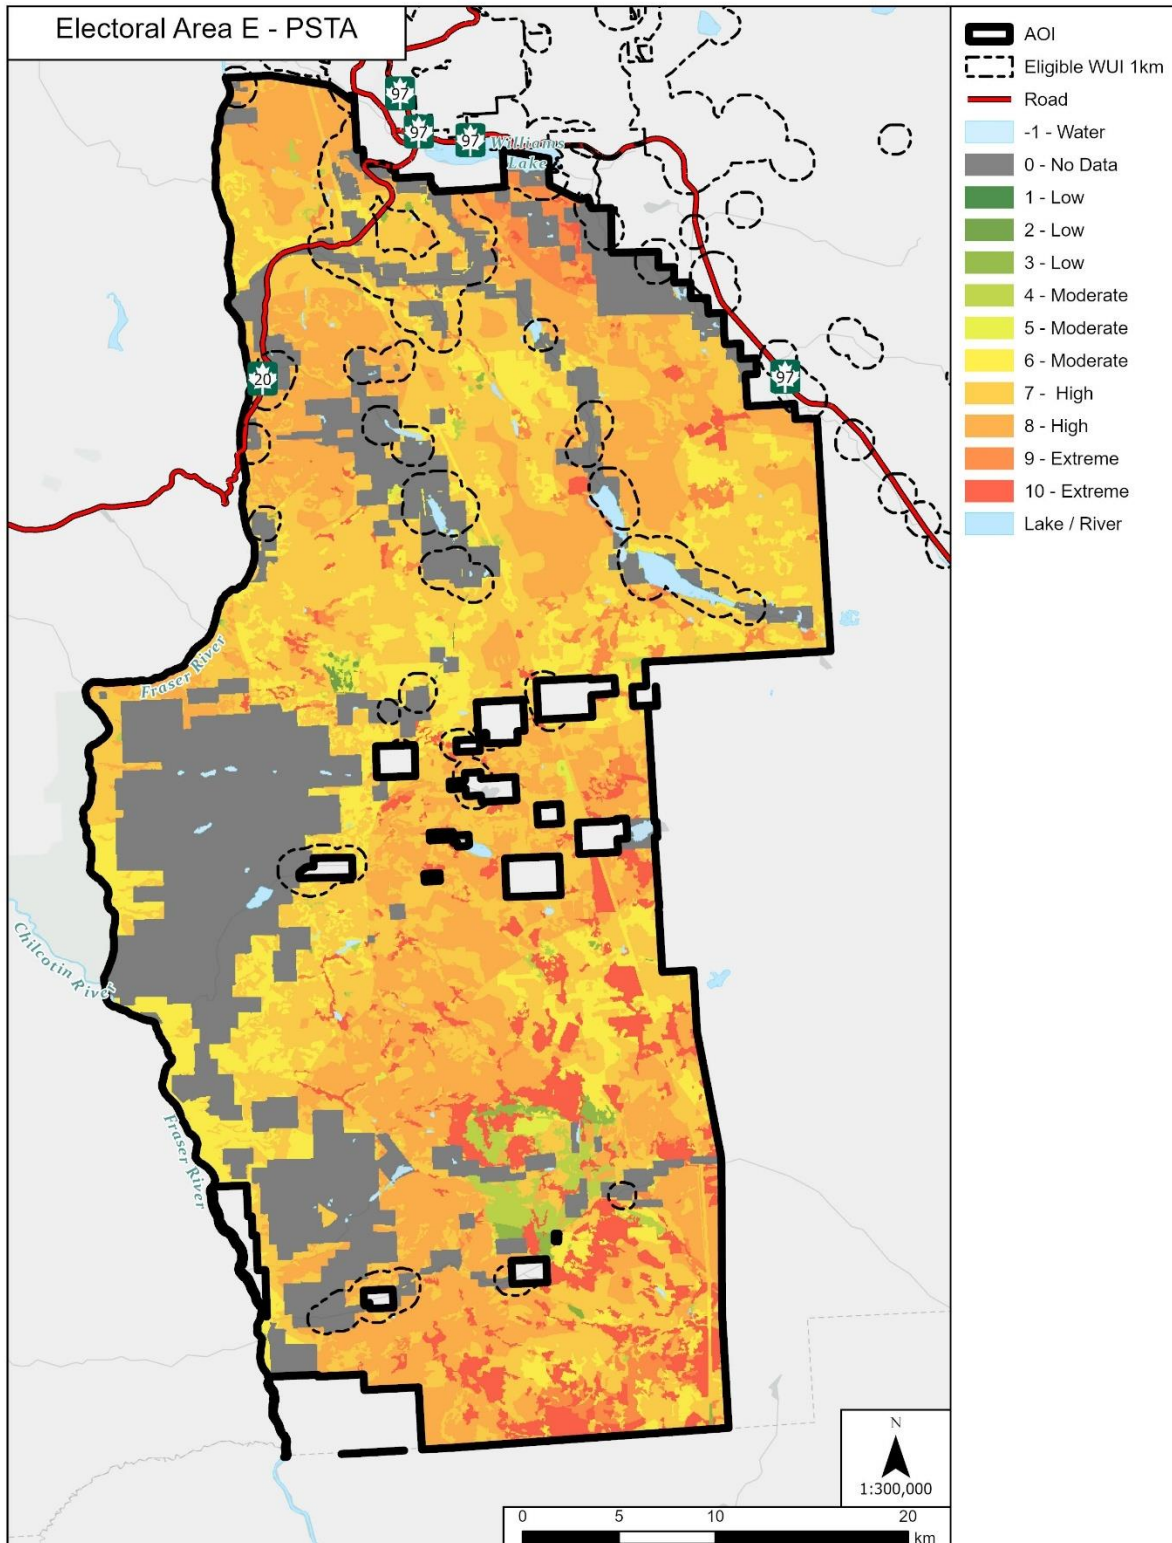 Electoral Area E - PSTA
AOI
Eligible WUI 1km
Road
-1 - Water
0 - No Data
1 - Low
2 - Low
3 - Low
4 - Moderate
5 - Moderate
6 - Moderate
7 -  High
8 - High
9 - Extreme
10 - Extreme
Lake / River
97
97
97
Williams
Lake
20
97
Fraser River
Chilcotin River
Fraser River
N
1:300,000
0 5 10 20
km